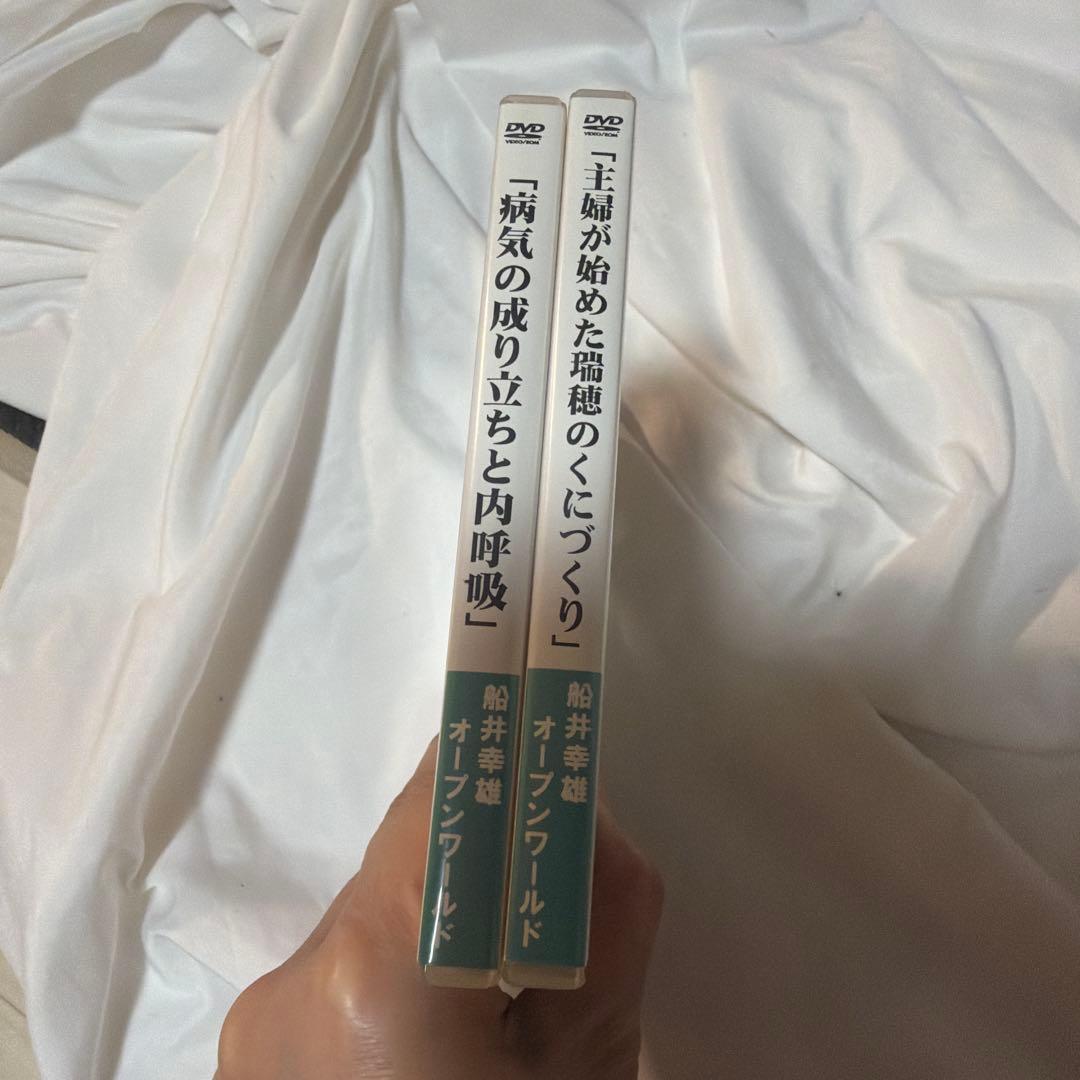 DVD
VIDEO/ROM
「病気の成り立ちと内呼吸」
船井幸雄
オープンワールド
DVD
VIDEO/ROM
「主婦が始めた瑞穂のくにづくり」
船井幸雄
オープンワールド